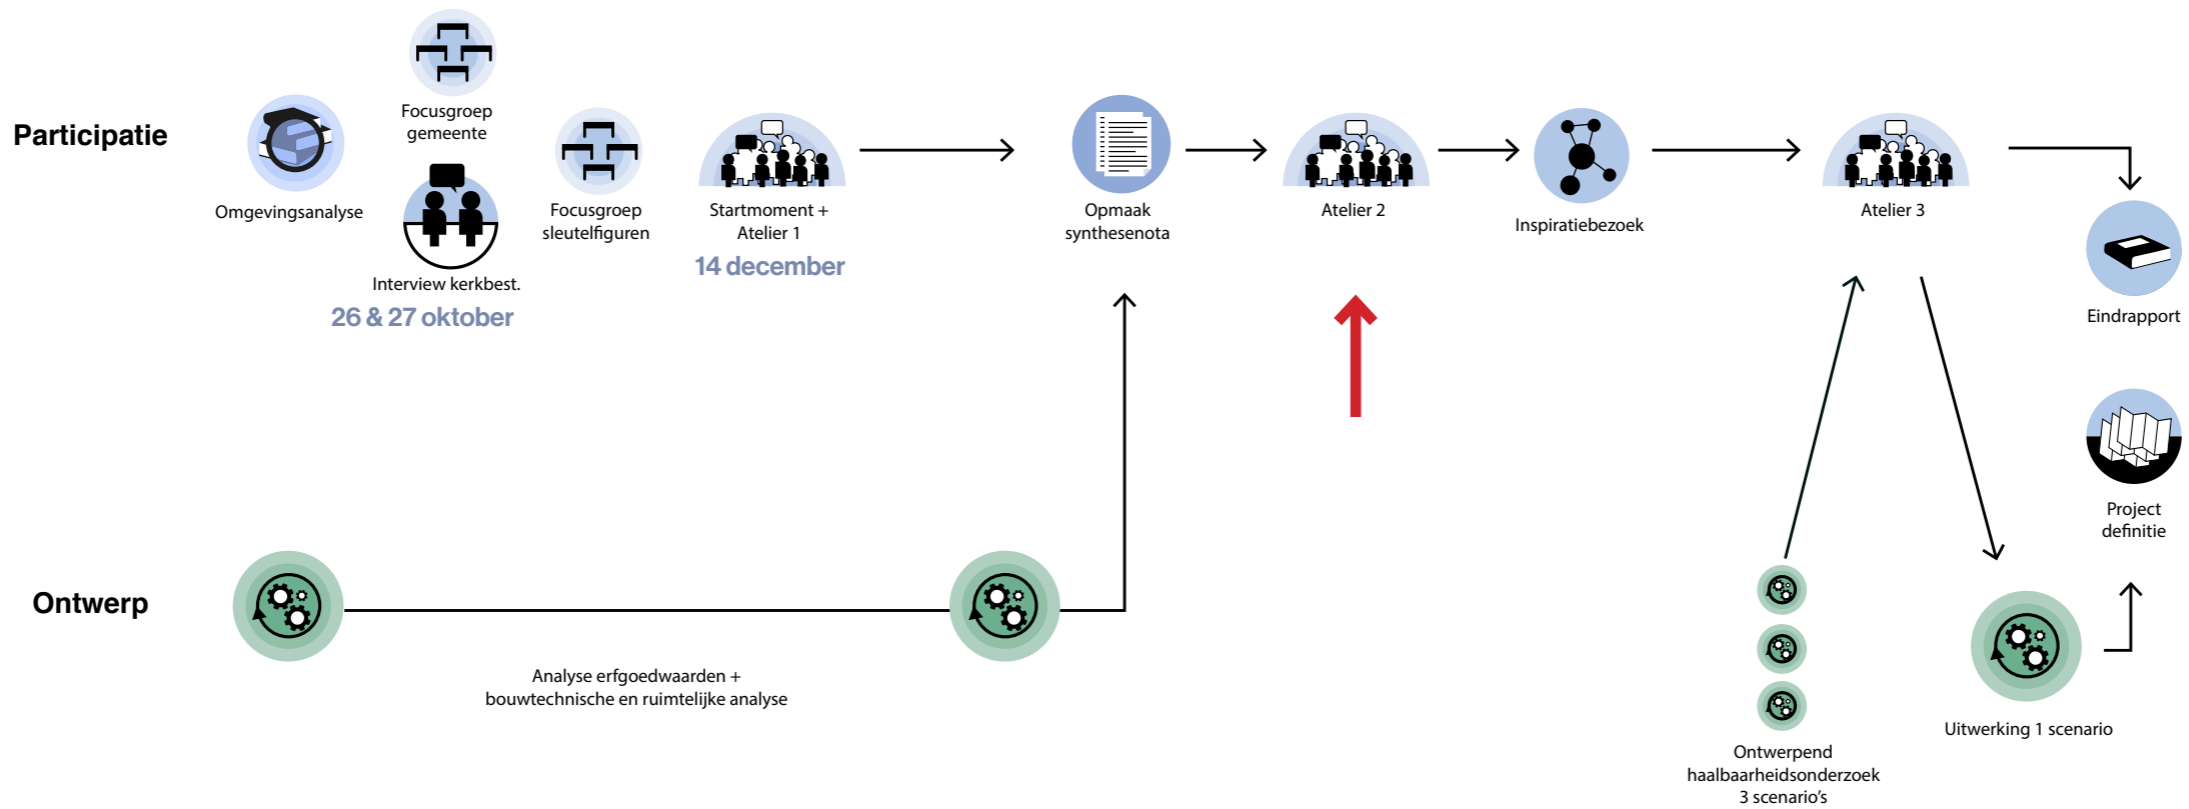 Participatie
Omgevingsanalyse
Focusgroep
gemeente
Interview kerkbest.
26 & 27 oktober
Focusgroep
sleutelfiguren
Startmoment +
Atelier 1
14 december
Opmaak
synthesenota
Atelier 2
Inspiratiebezoek
Atelier 3
Eindrapport
Project
definitie
Ontwerp
Analyse erfgoedwaarden +
bouwtechnische en ruimtelijke analyse
Ontwerpend
haalbaarheidsonderzoek
3 scenario's
Uitwerking 1 scenario